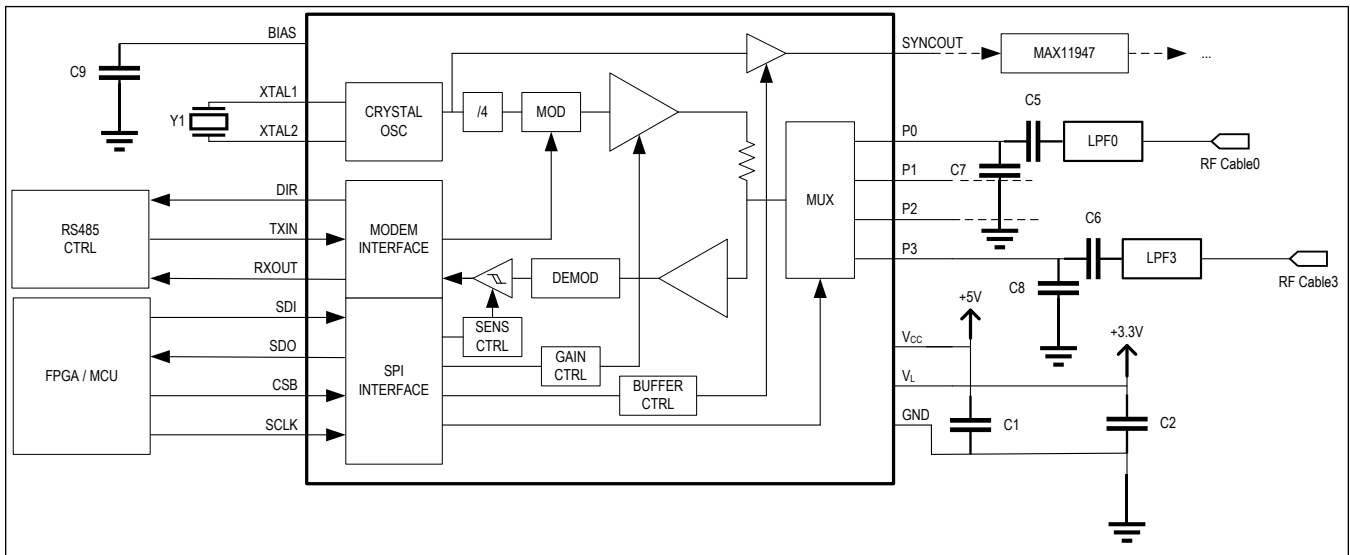 BIAS
C9
XTAL1
Y1
XTAL2
CRYSTAL
OSC
/4
MOD
SYNCOUT
MAX11947
...
C5
P0
LPF0
RF Cable0
C7
P1
MUX
P2
C6
P3
LPF3
RF Cable3
C8
RS485
CTRL
DIR
TXIN
RXOUT
MODEM
INTERFACE
DEMOD
FPGA / MCU
SDI
SDO
CSB
SCLK
SPI
INTERFACE
SENS
CTRL
GAIN
CTRL
BUFFER
CTRL
+5V
+3.3V
VCC
VL
GND
C1
C2